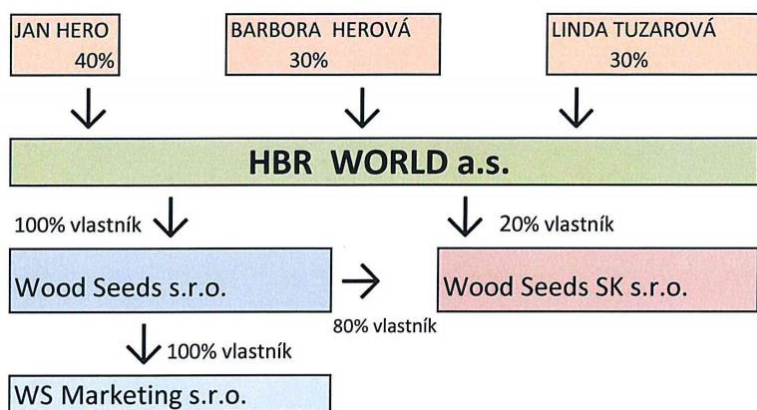 JAN HERO
40%
BARBORA HEROVÁ
30%
LINDA TUZAROVÁ
30%
HBR WORLD a.s.
100% vlastník
20% vlastník
Wood Seeds s.r.o.
Wood Seeds SK s.r.o.
80% vlastník
100% vlastník
WS Marketing s.r.o.